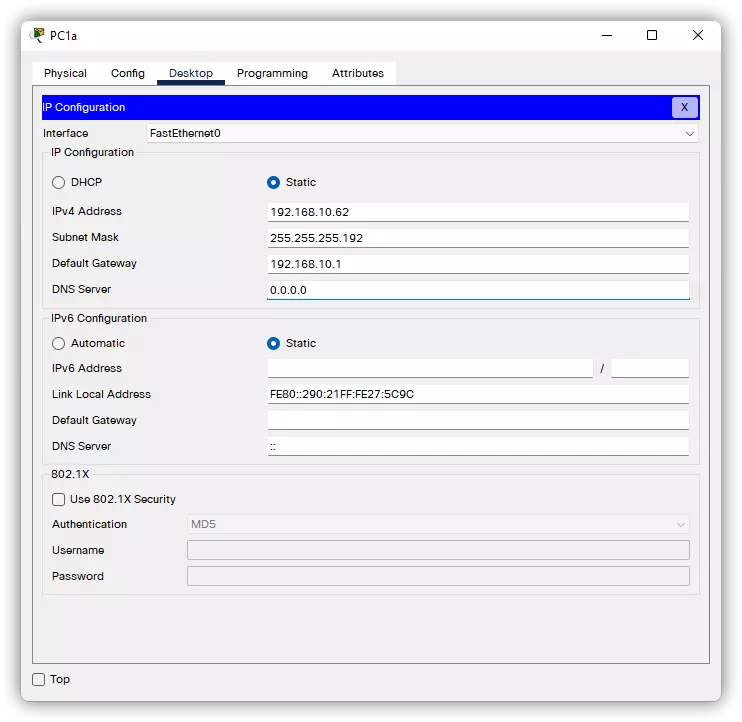 PC1a
Physical Config Desktop Programming Attributes
IP Configuration X
Interface FastEthernet0
IP Configuration
DHCP Static
IPv4 Address 192.168.10.62
Subnet Mask 255.255.255.192
Default Gateway 192.168.10.1
DNS Server 0.0.0.0
IPv6 Configuration
Automatic Static
IPv6 Address /
Link Local Address FE80::290:21FF:FE27:5C9C
Default Gateway
DNS Server ::
802.1X
Use 802.1X Security
Authentication MD5
Username
Password
Top